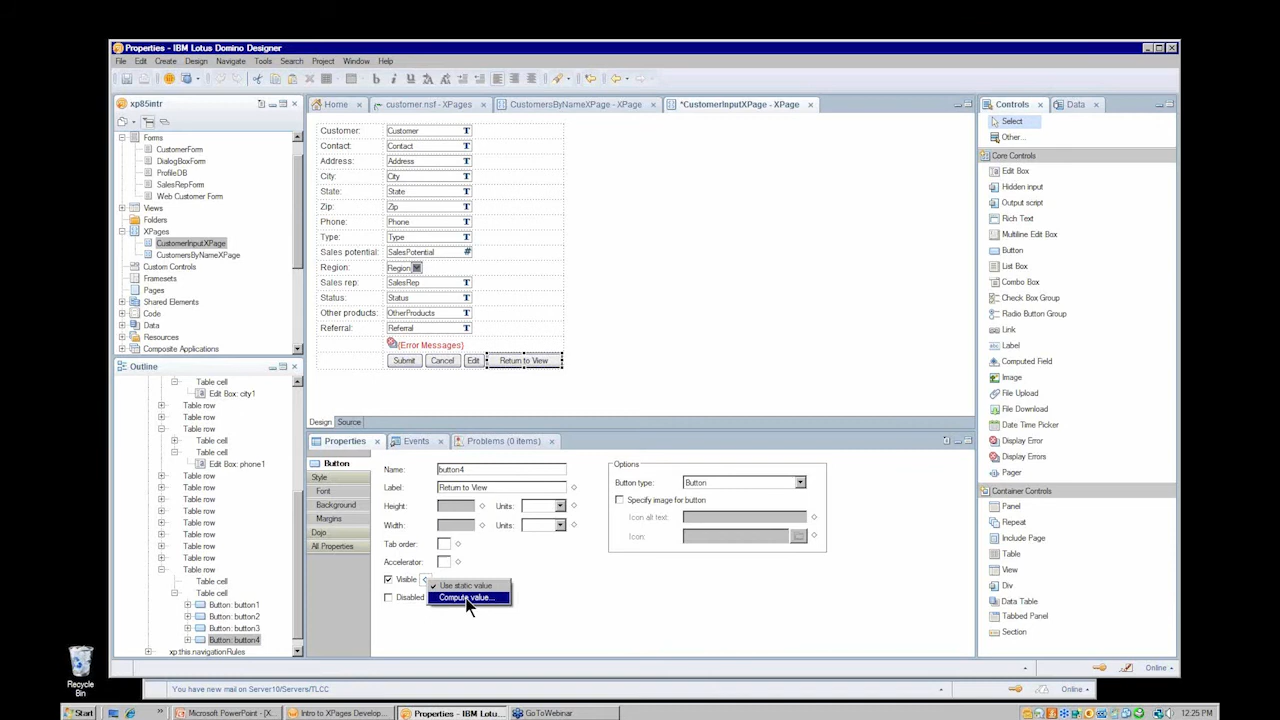 Properties - IBM Lotus Domino Designer
File Edit Create Design Navigate Tools Search Project Window Help
xp85intr
Forms
CustomerForm
DialogBoxForm
ProfileDB
SalesRepForm
Web Customer Form
Views
Folders
XPages
CustomerInputXPage
CustomersByNameXPage
Custom Controls
Framesets
Pages
Shared Elements
Code
Data
Resources
Composite Applications
Outline
Table cell
Edit Box: city1
Table row
Table row
Table row
Table cell
Table cell
Edit Box: phone1
Table row
Table row
Table row
Table row
Table row
Table row
Table row
Table row
Table row
Table cell
Table cell
Button: button1
Button: button2
Button: button3
Button: button4
xp:this.navigationRules
Home
customer.nsf - XPages
CustomersByNameXPage - XPage
*CustomerInputXPage - XPage
Customer: Customer T
Contact: Contact T
Address: Address T
City: City T
State: State T
Zip: Zip T
Phone: Phone T
Type: Type T
Sales potential: SalesPotential #
Region: Region
Sales rep: SalesRep T
Status: Status T
Other products: OtherProducts T
Referral: Referral T
{Error Messages}
Submit Cancel Edit Return to View
Design Source
Properties Events Problems (0 items)
Button
Style
Font
Background
Margins
Dojo
All Properties
Name: button4
Label: Return to View
Height: Units:
Width: Units:
Tab order:
Accelerator:
Visible
Disabled
Use static value
Compute value...
Options
Button type: Button
Specify image for button
Icon alt text:
Icon:
Controls Data
Select
Other...
Core Controls
Edit Box
Hidden input
Output script
Rich Text
Multiline Edit Box
Button
List Box
Combo Box
Check Box Group
Radio Button Group
Link
Label
Computed Field
Image
File Upload
File Download
Date Time Picker
Display Error
Display Errors
Pager
Container Controls
Panel
Repeat
Include Page
Table
View
Div
Data Table
Tabbed Panel
Section
Online
You have new mail on Server10/Servers/TLCC
Online
Recycle
Bin
Start
Microsoft PowerPoint - [X...
Intro to XPages Develop...
Properties - IBM Lotu...
GoToWebinar
12:25 PM